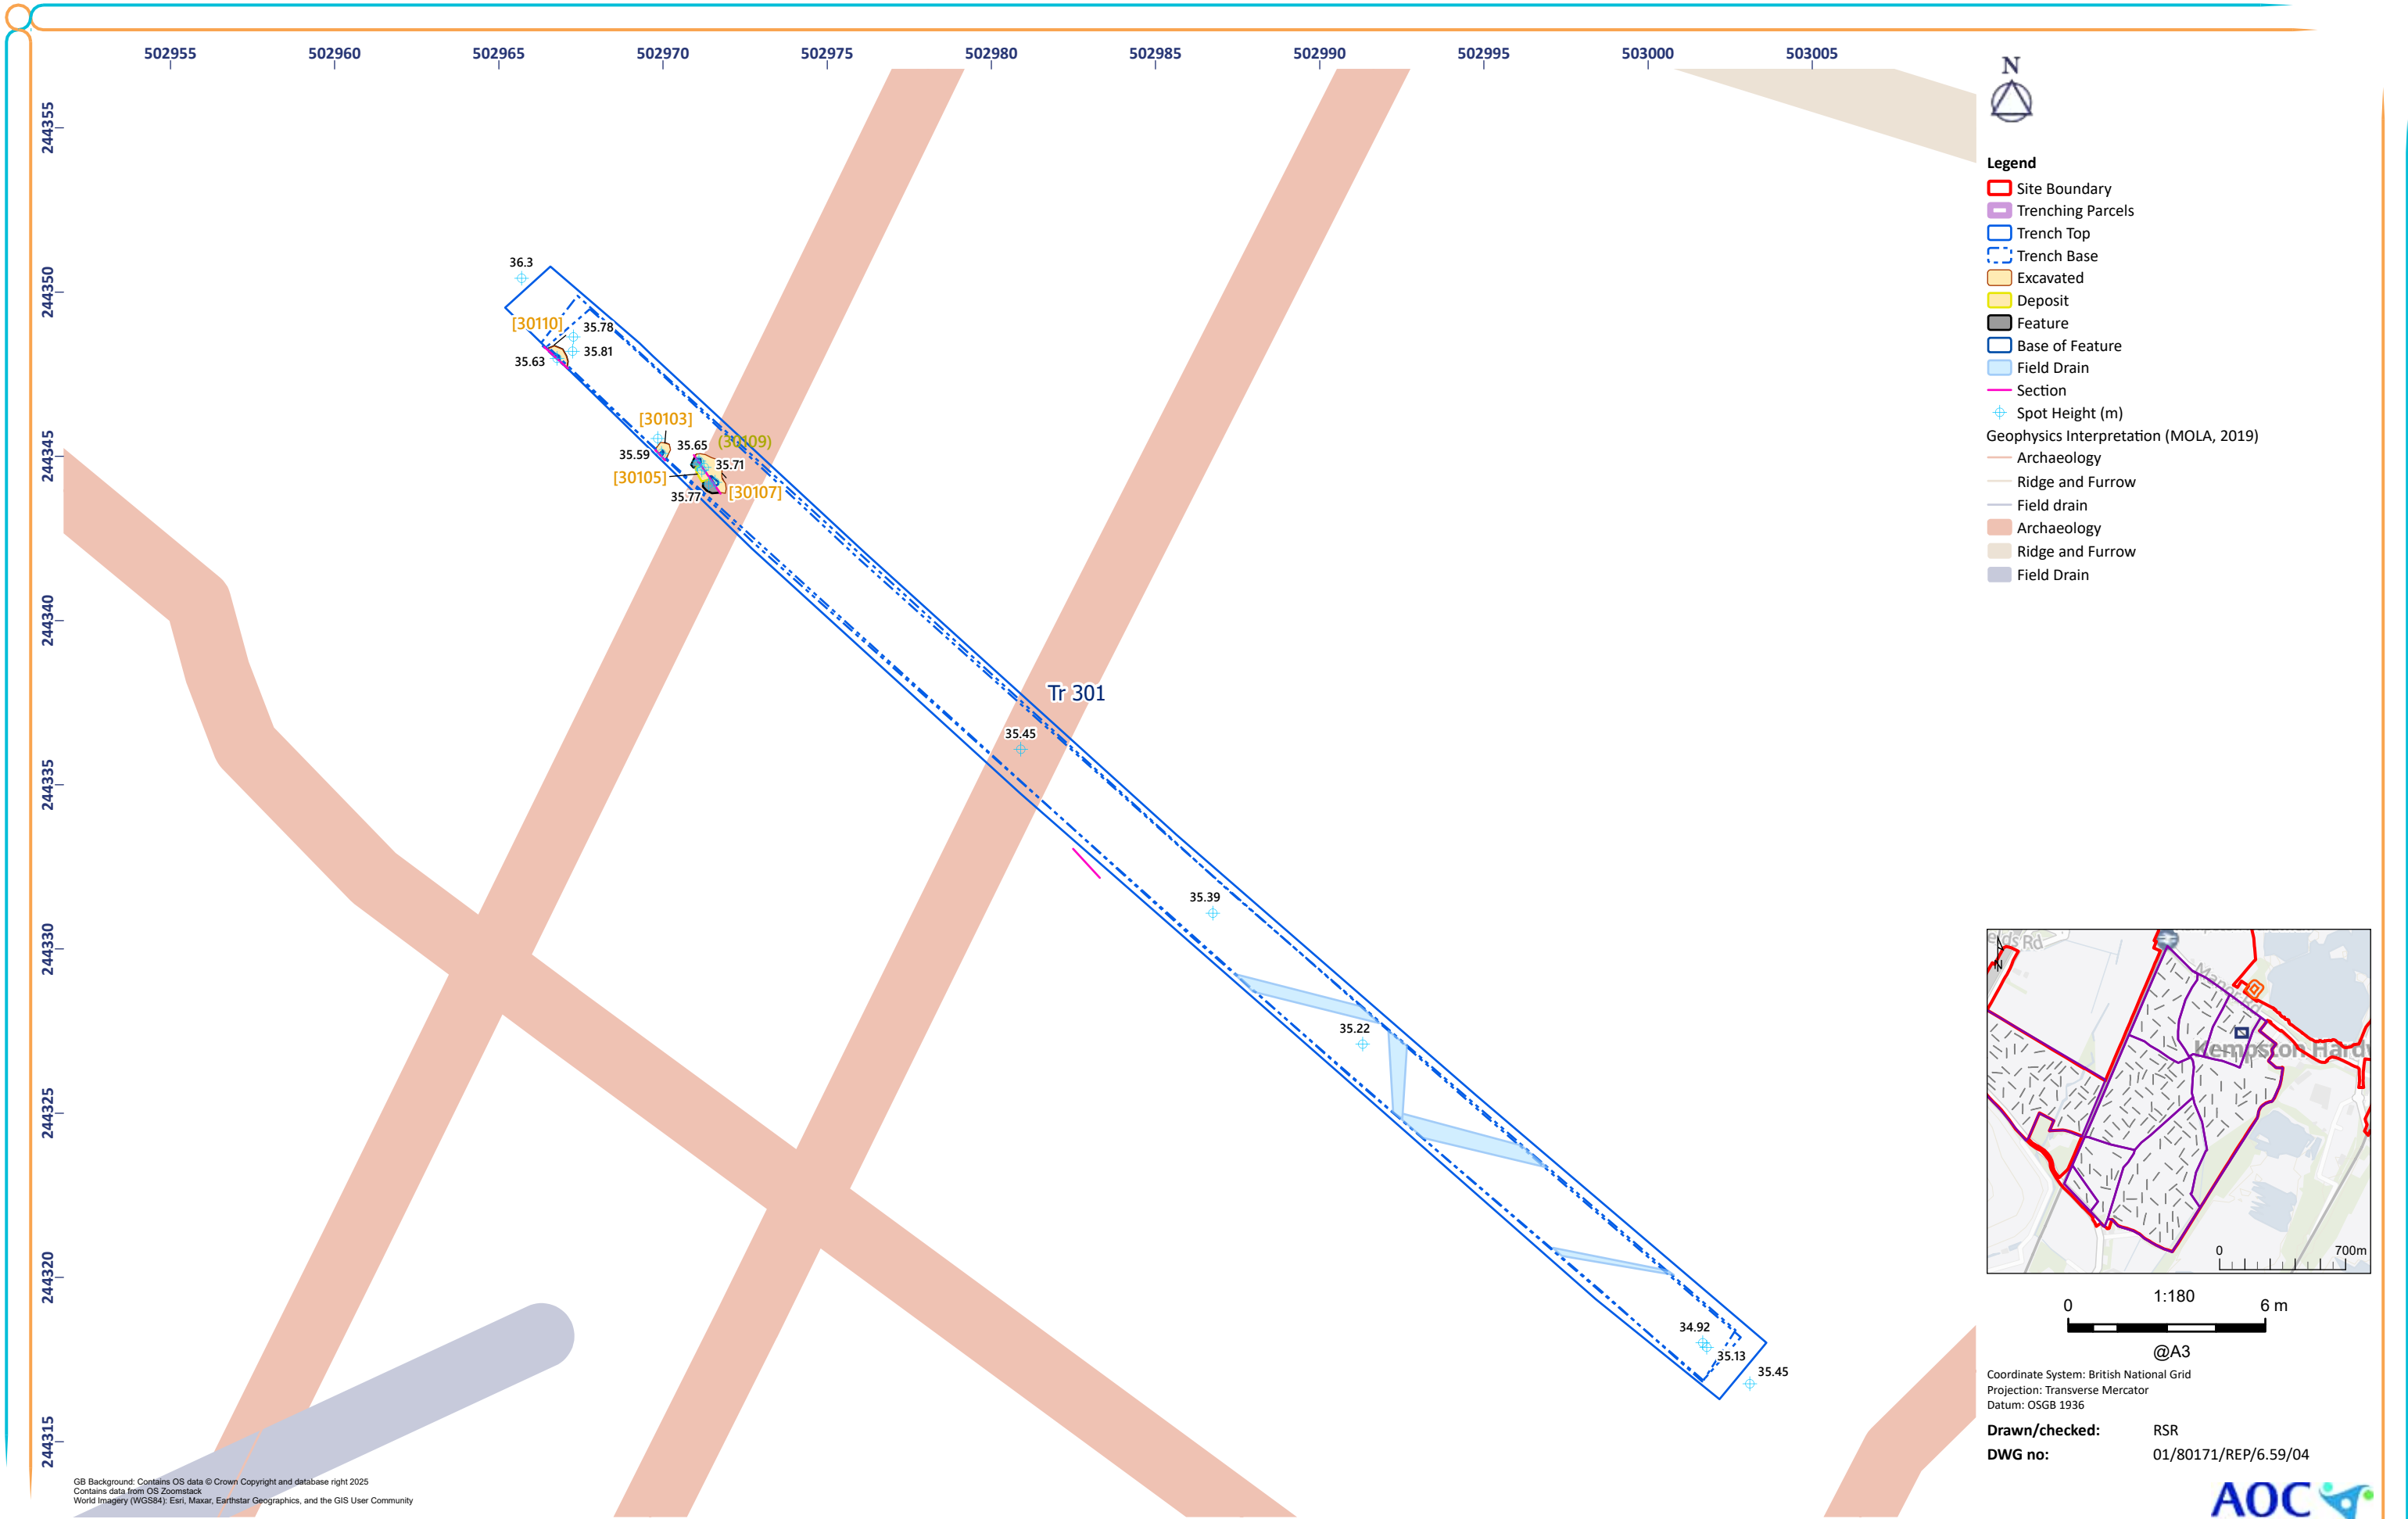 502955 502960 502965 502970 502975 502980 502985 502990 502995 503000 503005
244355
244350
244345
244340
244335
244330
244325
244320
244315
36.3
[30110]
35.78
35.81
35.63
[30103]
35.65
(30109)
35.59
35.71
[30105]
[30107]
35.77
Tr 301
35.45
35.39
35.22
34.92
35.13
35.45
N
Legend
Site Boundary
Trenching Parcels
Trench Top
Trench Base
Excavated
Deposit
Feature
Base of Feature
Field Drain
Section
Spot Height (m)
Geophysics Interpretation (MOLA, 2019)
Archaeology
Ridge and Furrow
Field drain
Archaeology
Ridge and Furrow
Field Drain
Rd
N
Manor Rd
Kempston Hardw
0 700m
1:180
0 6 m
@A3
Coordinate System: British National Grid
Projection: Transverse Mercator
Datum: OSGB 1936
Drawn/checked: RSR
DWG no: 01/80171/REP/6.59/04
AOC
GB Background: Contains OS data © Crown Copyright and database right 2025
Contains data from OS Zoomstack
World Imagery (WGS84): Esri, Maxar, Earthstar Geographics, and the GIS User Community